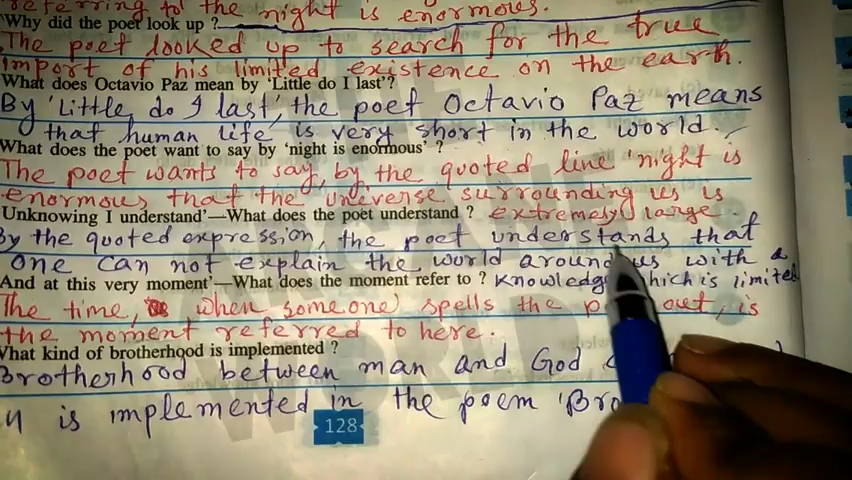 referring to the night is enormous.
Why did the poet look up ?
The poet looked up to search for the true
import of his limited existence on the earth.
What does Octavio Paz mean by 'Little do I last'?
By 'Little do I last', the poet Octavio Paz means
that human life is very short in the world.
What does the poet want to say by 'night is enormous' ?
The poet wants to say, by the quoted line 'night is
enormous that the universe surrounding us is
Unknowing I understand'—What does the poet understand ? extremely large.
By the quoted expression, the poet understands that
one can not explain the world around us with a
And at this very moment'—What does the moment refer to ? Knowledge which is limited
The time, when someone spells the out, is
the moment referred to here.
What kind of brotherhood is implemented ?
Brotherhood between man and God
is implemented in the poem 'Bro
128